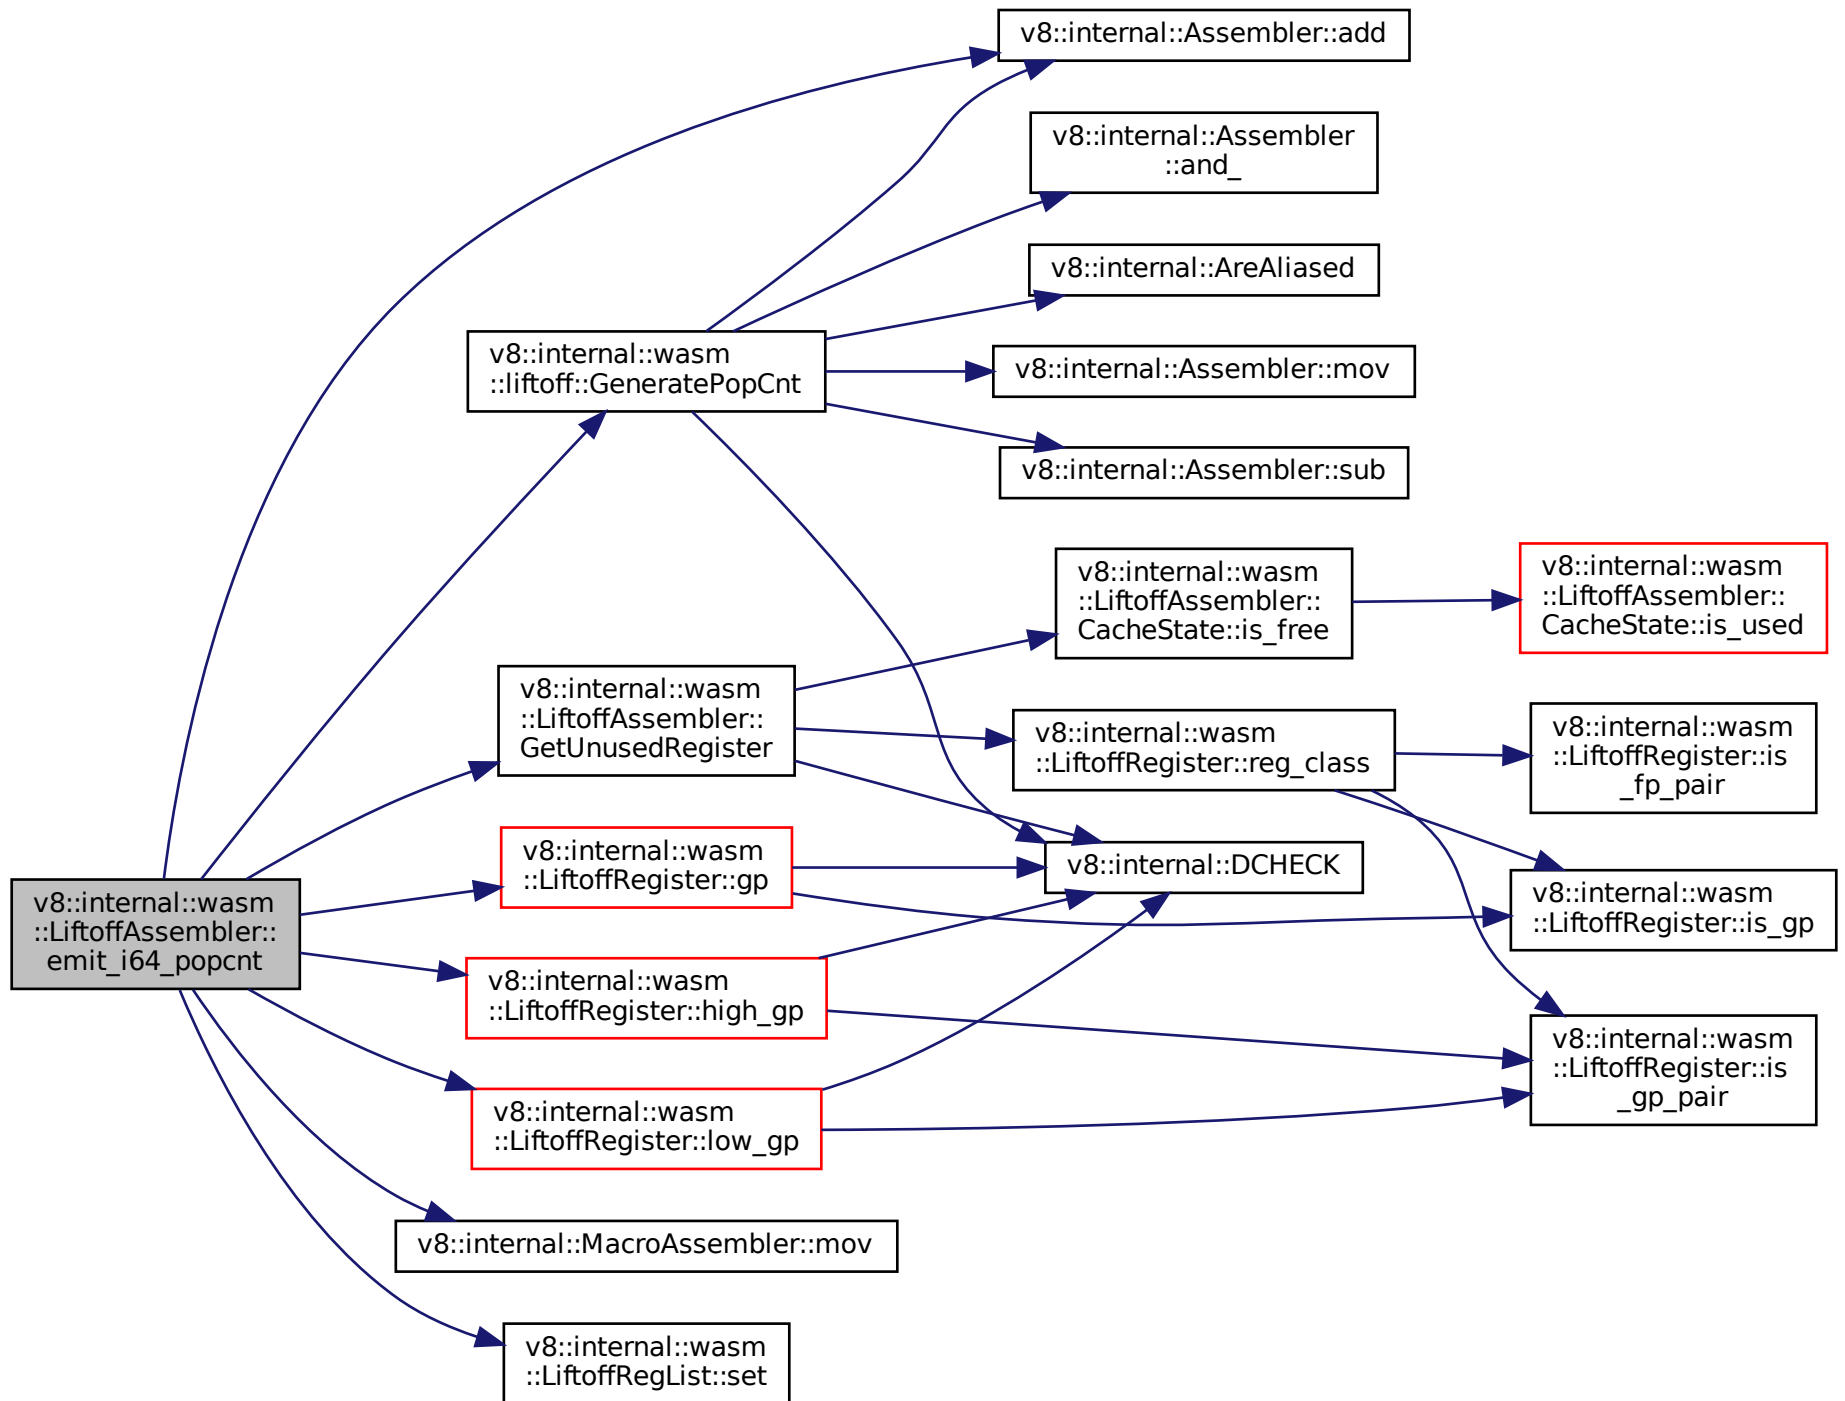 v8::internal::Assembler::add
v8::internal::Assembler
::and_
v8::internal::AreAliased
v8::internal::wasm
::liftoff::GeneratePopCnt
v8::internal::Assembler::mov
v8::internal::Assembler::sub
v8::internal::wasm
::LiftoffAssembler::
CacheState::is_free
v8::internal::wasm
::LiftoffAssembler::
CacheState::is_used
v8::internal::wasm
::LiftoffAssembler::
GetUnusedRegister
v8::internal::wasm
::LiftoffRegister::reg_class
v8::internal::wasm
::LiftoffRegister::is
_fp_pair
v8::internal::wasm
::LiftoffRegister::gp
v8::internal::DCHECK
v8::internal::wasm
::LiftoffRegister::is_gp
v8::internal::wasm
::LiftoffAssembler::
emit_i64_popcnt
v8::internal::wasm
::LiftoffRegister::high_gp
v8::internal::wasm
::LiftoffRegister::is
_gp_pair
v8::internal::wasm
::LiftoffRegister::low_gp
v8::internal::MacroAssembler::mov
v8::internal::wasm
::LiftoffRegList::set